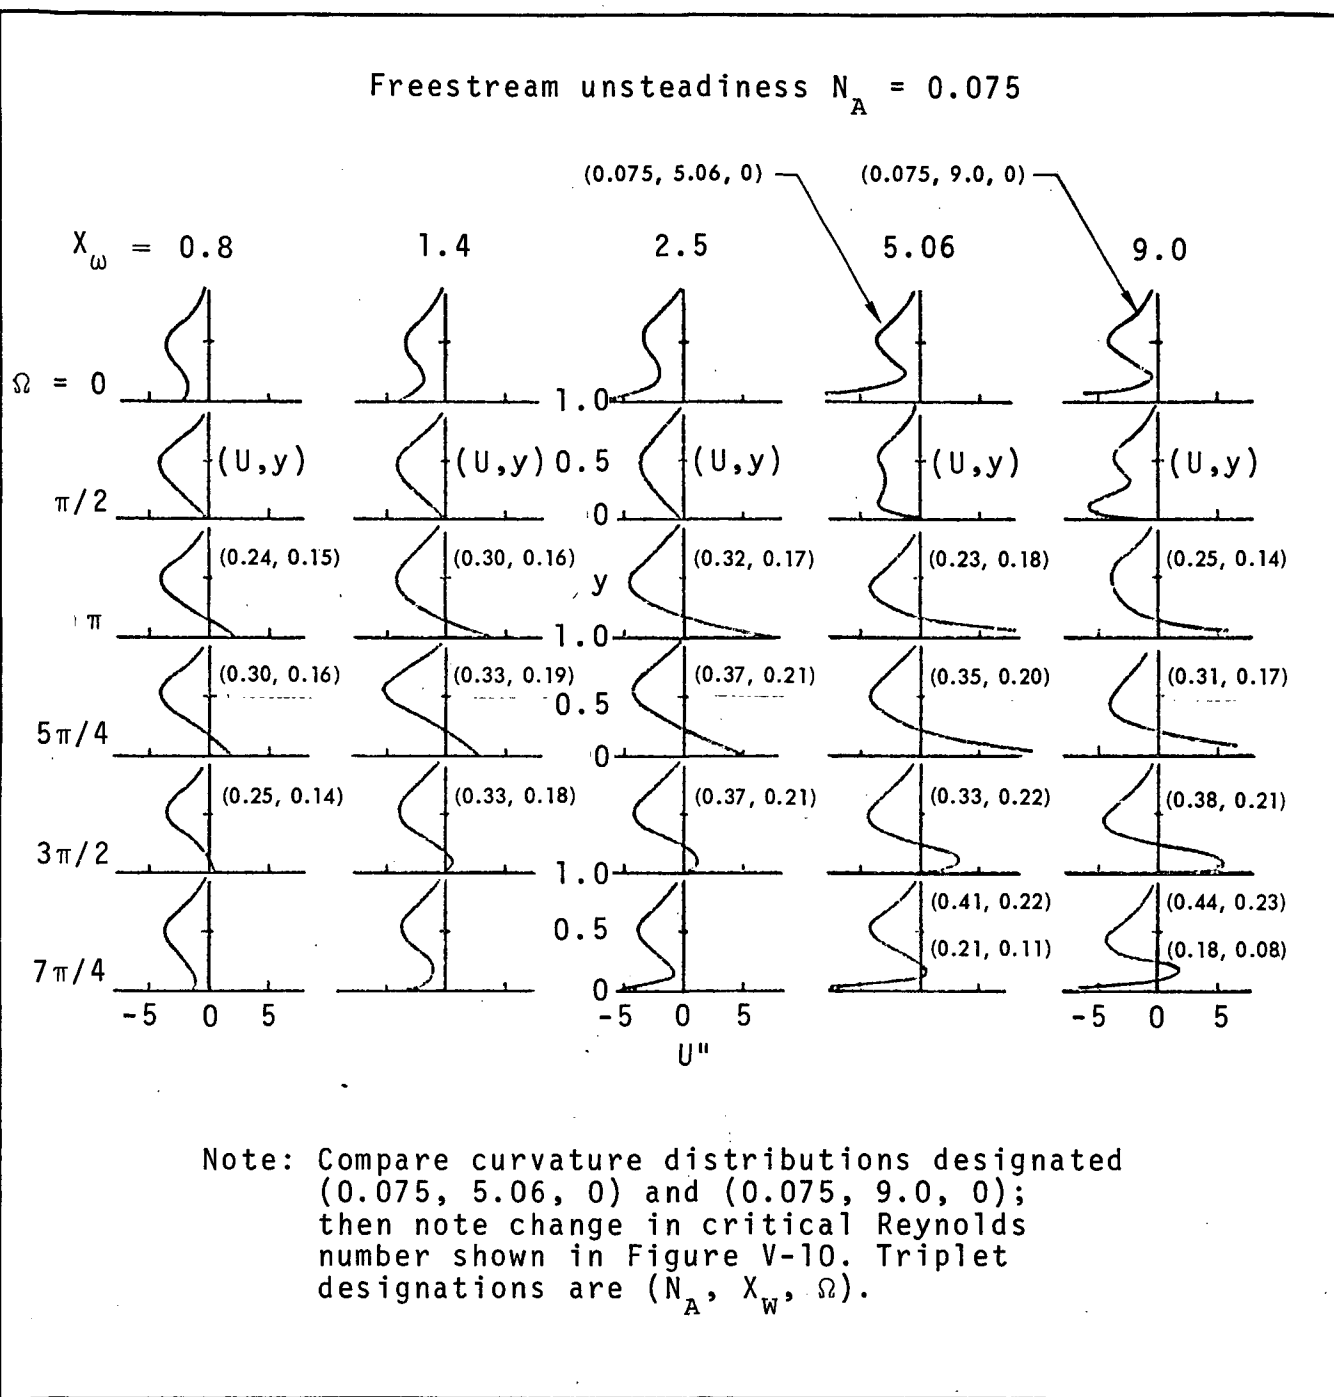 Freestream unsteadiness N_A = 0.075
(0.075, 5.06, 0) (0.075, 9.0, 0)
X_ω = 0.8 1.4 2.5 5.06 9.0
Ω = 0
1.0
(U,y) (U,y) 0.5 (U,y) (U,y) (U,y)
π/2
0
(0.24, 0.15) (0.30, 0.16) (0.32, 0.17) (0.23, 0.18) (0.25, 0.14)
y
π
1.0
(0.30, 0.16) (0.33, 0.19) (0.37, 0.21) (0.35, 0.20) (0.31, 0.17)
0.5
5π/4
0
(0.25, 0.14) (0.33, 0.18) (0.37, 0.21) (0.33, 0.22) (0.38, 0.21)
3π/2
1.0
(0.41, 0.22) (0.44, 0.23)
0.5
(0.21, 0.11) (0.18, 0.08)
7π/4
0
-5 0 5 -5 0 5 -5 0 5
U"
Note: Compare curvature distributions designated
(0.075, 5.06, 0) and (0.075, 9.0, 0);
then note change in critical Reynolds
number shown in Figure V-10. Triplet
designations are (N_A, X_W, Ω).